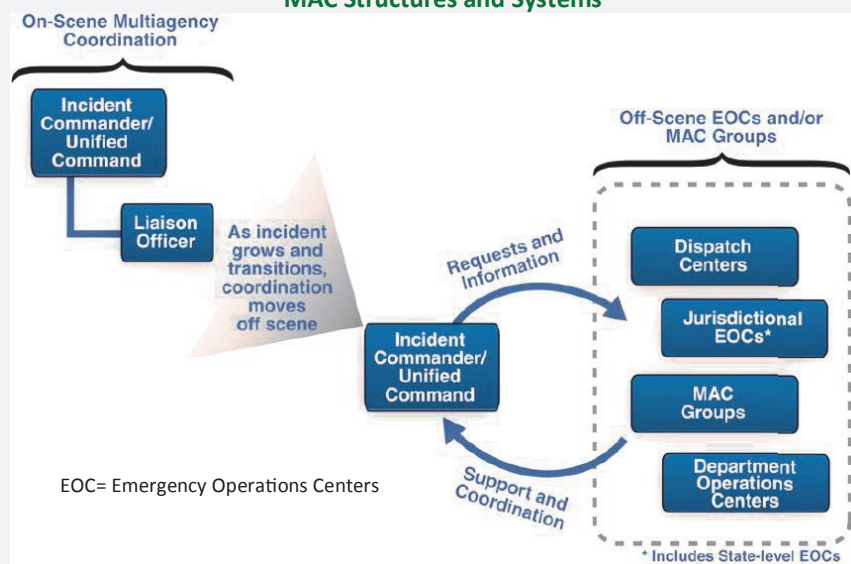 MAC Structures and Systems
On-Scene Multiagency
Coordination
Incident
Commander/
Unified
Command
Liaison
Officer
As incident
grows and
transitions,
coordination
moves
off scene
Incident
Commander/
Unified
Command
Requests and
Information
Support and
Coordination
Off-Scene EOCs and/or
MAC Groups
Dispatch
Centers
Jurisdictional
EOCs*
MAC
Groups
Department
Operations
Centers
EOC= Emergency Operations Centers
* Includes State-level EOCs